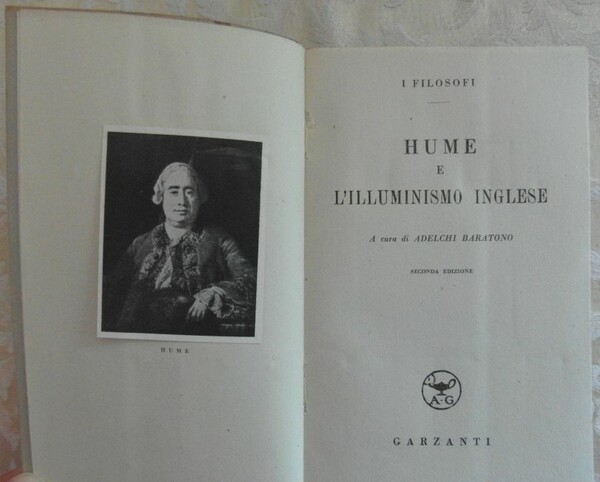 HUME
I FILOSOFI
HUME
E
L'ILLUMINISMO INGLESE
A cura di ADELCHI BARATONO
SECONDA EDIZIONE
A·G
GARZANTI